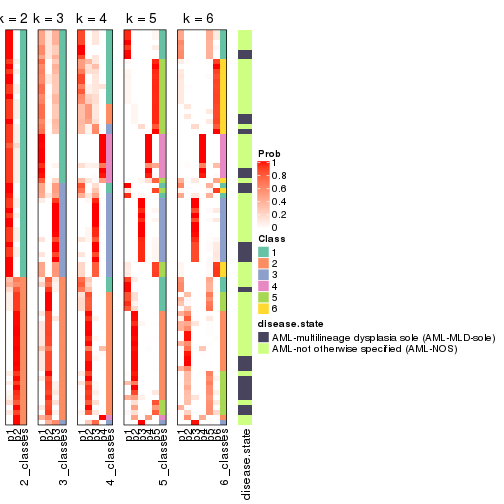 k = 2
k = 3
k = 4
k = 5
k = 6
Prob
1
0.8
0.6
0.4
0.2
0
Class
1
2
3
4
5
6
disease.state
AML-multilineage dysplasia sole (AML-MLD-sole)
AML-not otherwise specified (AML-NOS)
p1
p2
2_classes
p1
p2
p3
3_classes
p1
p2
p3
p4
4_classes
p1
p2
p3
p4
p5
5_classes
p1
p2
p3
p4
p5
p6
6_classes
disease.state